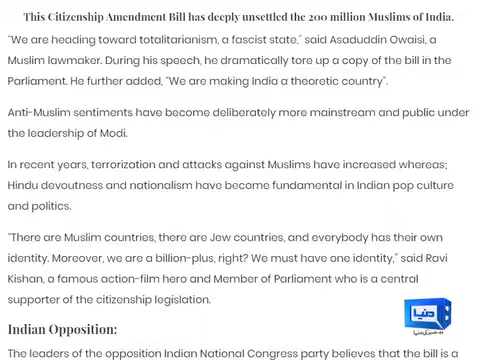 This Citizenship Amendment Bill has deeply unsettled the 200 million Muslims of India.
“We are heading toward totalitarianism, a fascist state,” said Asaduddin Owaisi, a
Muslim lawmaker. During his speech, he dramatically tore up a copy of the bill in the
Parliament. He further added, “We are making India a theoretic country”.
Anti-Muslim sentiments have become deliberately more mainstream and public under
the leadership of Modi.
In recent years, terrorization and attacks against Muslims have increased whereas;
Hindu devoutness and nationalism have become fundamental in Indian pop culture
and politics.
“There are Muslim countries, there are Jew countries, and everybody has their own
identity. Moreover, we are a billion-plus, right? We must have one identity,” said Ravi
Kishan, a famous action-film hero and Member of Parliament who is a central
supporter of the citizenship legislation.
دنیا
Indian Opposition:
The leaders of the opposition Indian National Congress party believes that the bill is a